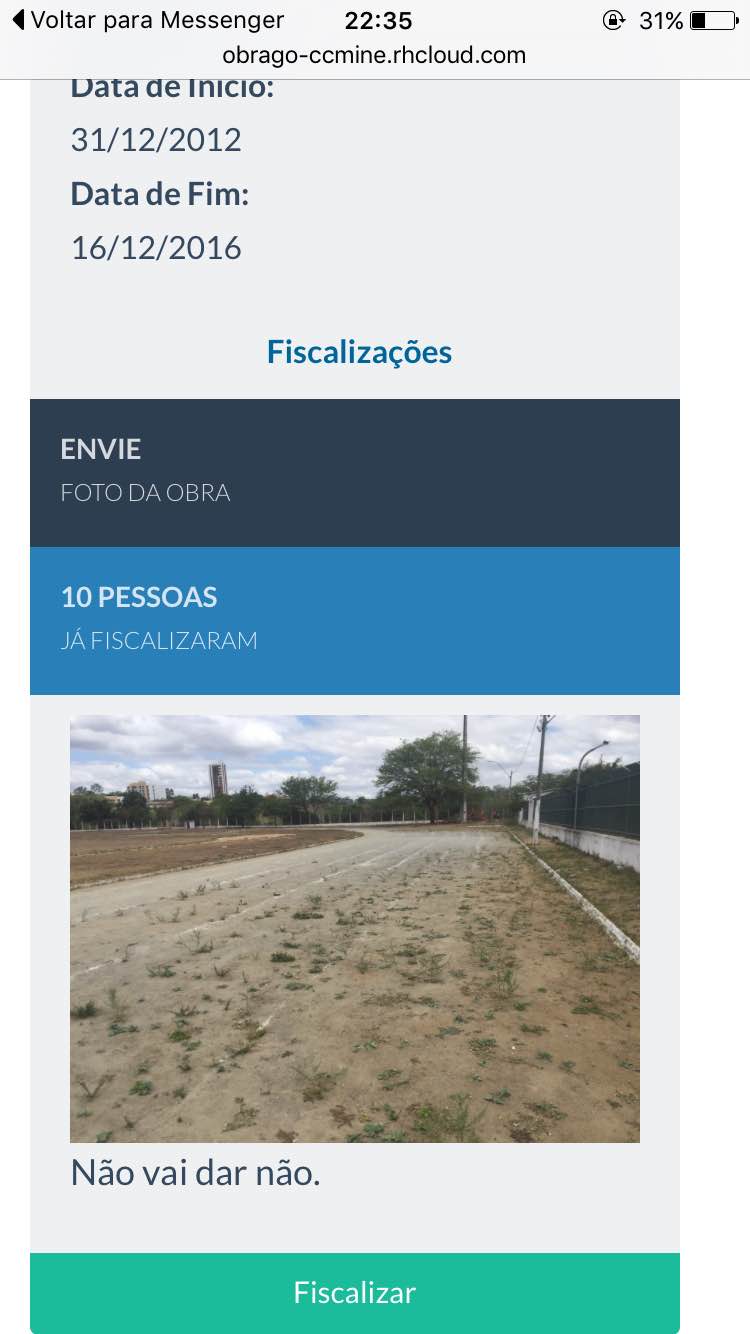 Voltar para Messenger 22:35 31%
obrago-ccmine.rhcloud.com
Data de Início:
31/12/2012
Data de Fim:
16/12/2016
Fiscalizações
ENVIE
FOTO DA OBRA
10 PESSOAS
JÁ FISCALIZARAM
Não vai dar não.
Fiscalizar